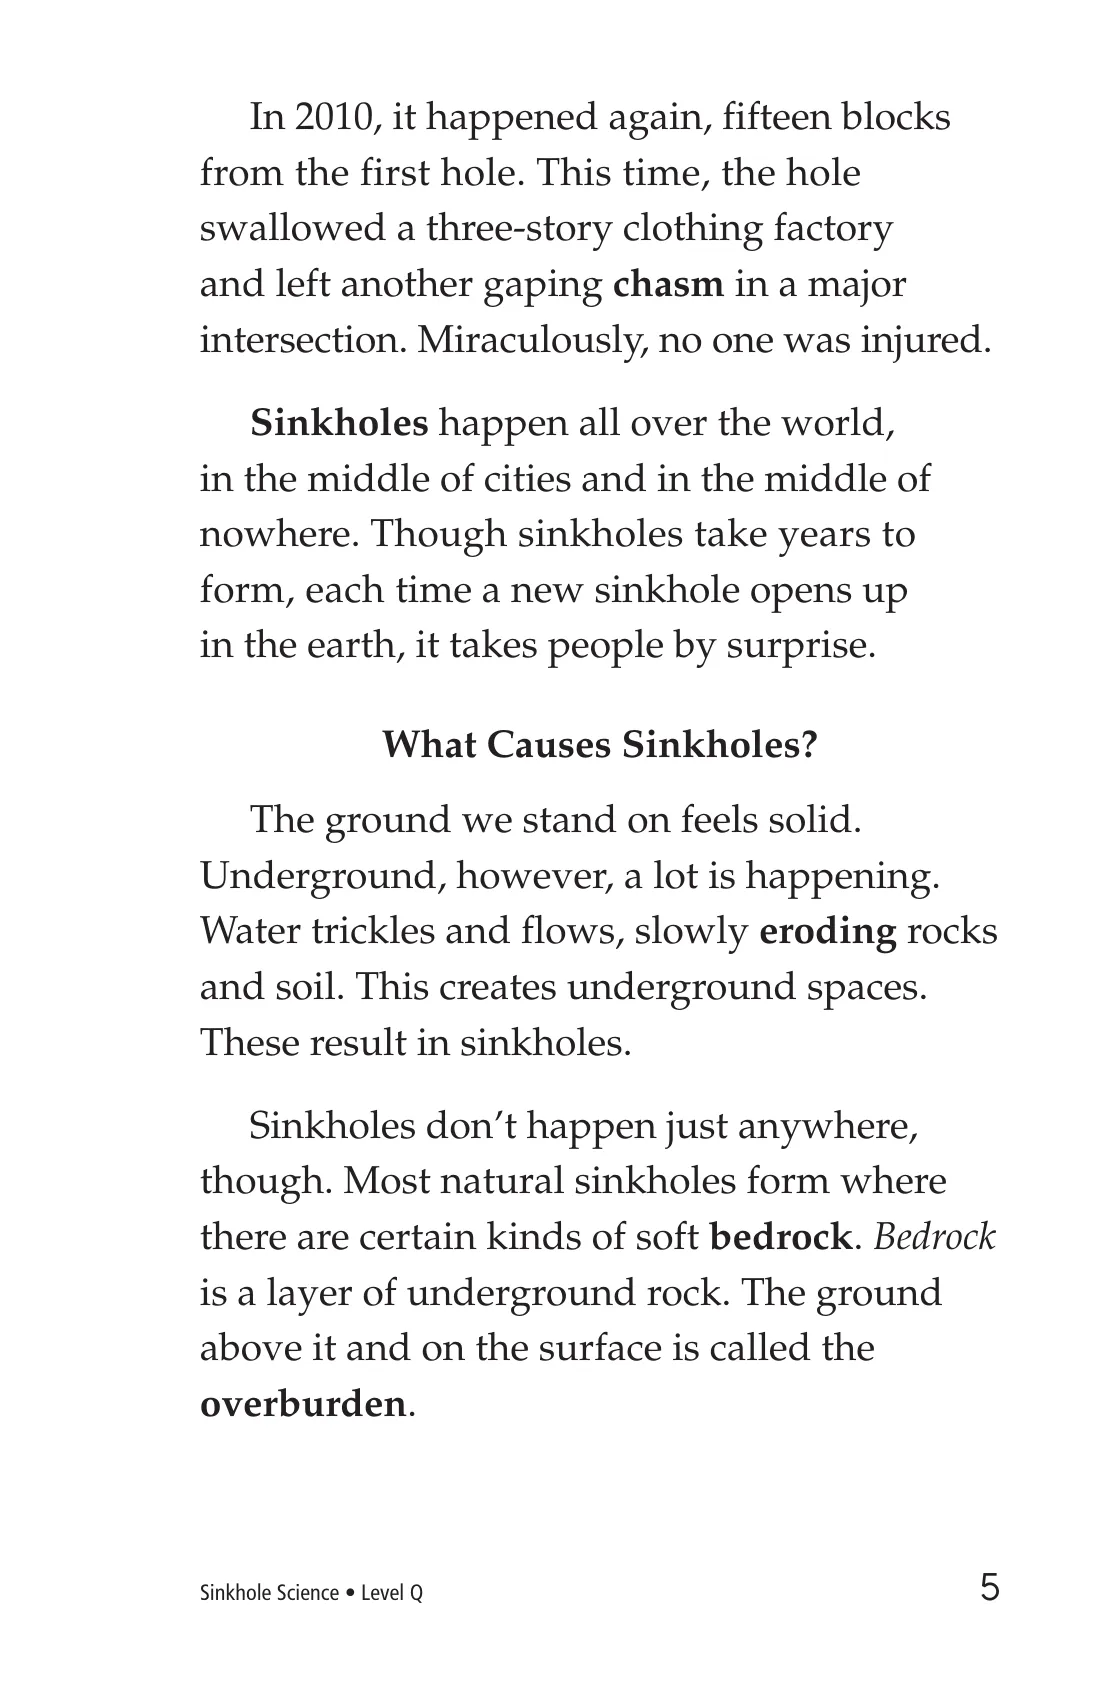 In 2010, it happened again, fifteen blocks
from the first hole. This time, the hole
swallowed a three-story clothing factory
and left another gaping chasm in a major
intersection. Miraculously, no one was injured.
Sinkholes happen all over the world,
in the middle of cities and in the middle of
nowhere. Though sinkholes take years to
form, each time a new sinkhole opens up
in the earth, it takes people by surprise.
What Causes Sinkholes?
The ground we stand on feels solid.
Underground, however, a lot is happening.
Water trickles and flows, slowly eroding rocks
and soil. This creates underground spaces.
These result in sinkholes.
Sinkholes don’t happen just anywhere,
though. Most natural sinkholes form where
there are certain kinds of soft bedrock. Bedrock
is a layer of underground rock. The ground
above it and on the surface is called the
overburden.
Sinkhole Science • Level Q 5